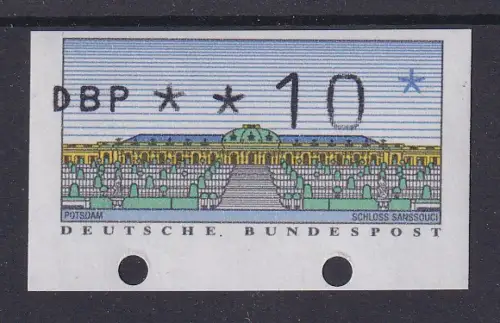 DBP * * 10 *
POTSDAM SCHLOSS SANSSOUCI
DEUTSCHE BUNDESPOST